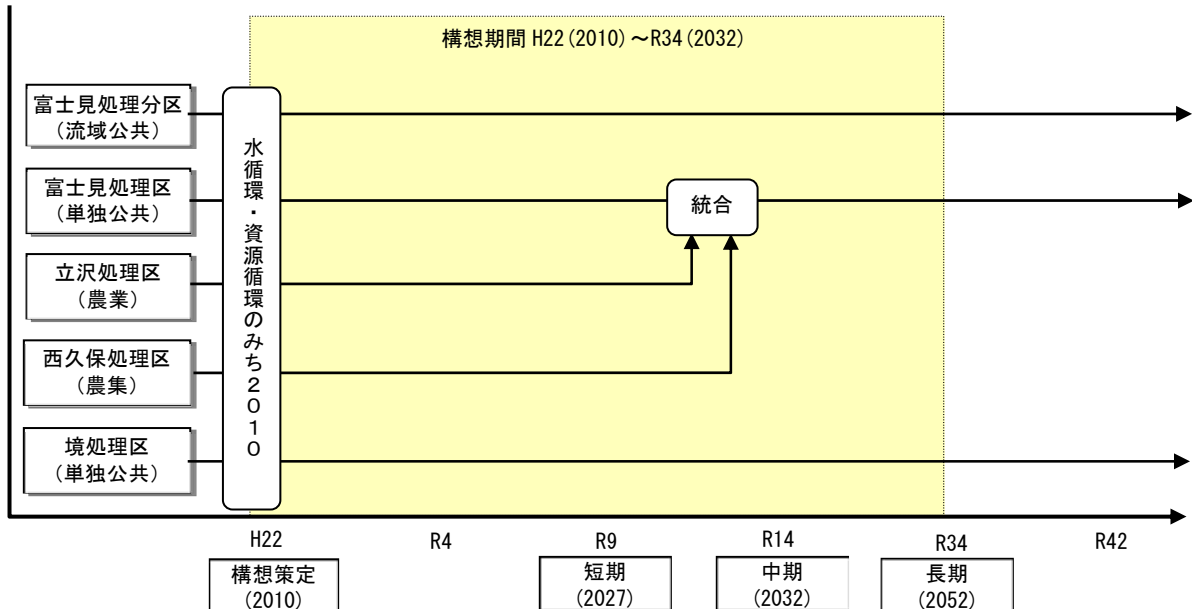 構想期間 H22(2010)～R34(2032)
富士見処理分区
(流域公共)
富士見処理区
(単独公共)
立沢処理区
(農業)
西久保処理区
(農集)
境処理区
(単独公共)
水循環・資源循環のみち2010
統合
H22
R4
R9
R14
R34
R42
構想策定
(2010)
短期
(2027)
中期
(2032)
長期
(2052)